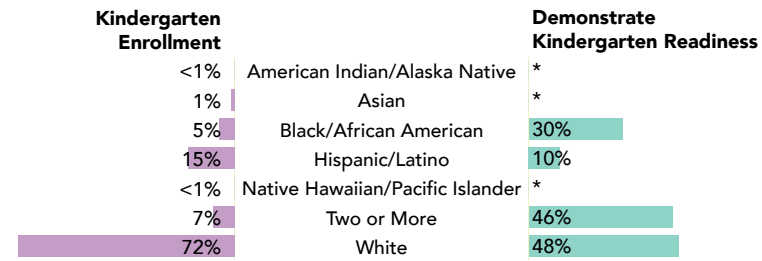 Kindergarten Enrollment Demonstrate Kindergarten Readiness
<1% American Indian/Alaska Native *
1% Asian *
5% Black/African American 30%
15% Hispanic/Latino 10%
<1% Native Hawaiian/Pacific Islander *
7% Two or More 46%
72% White 48%